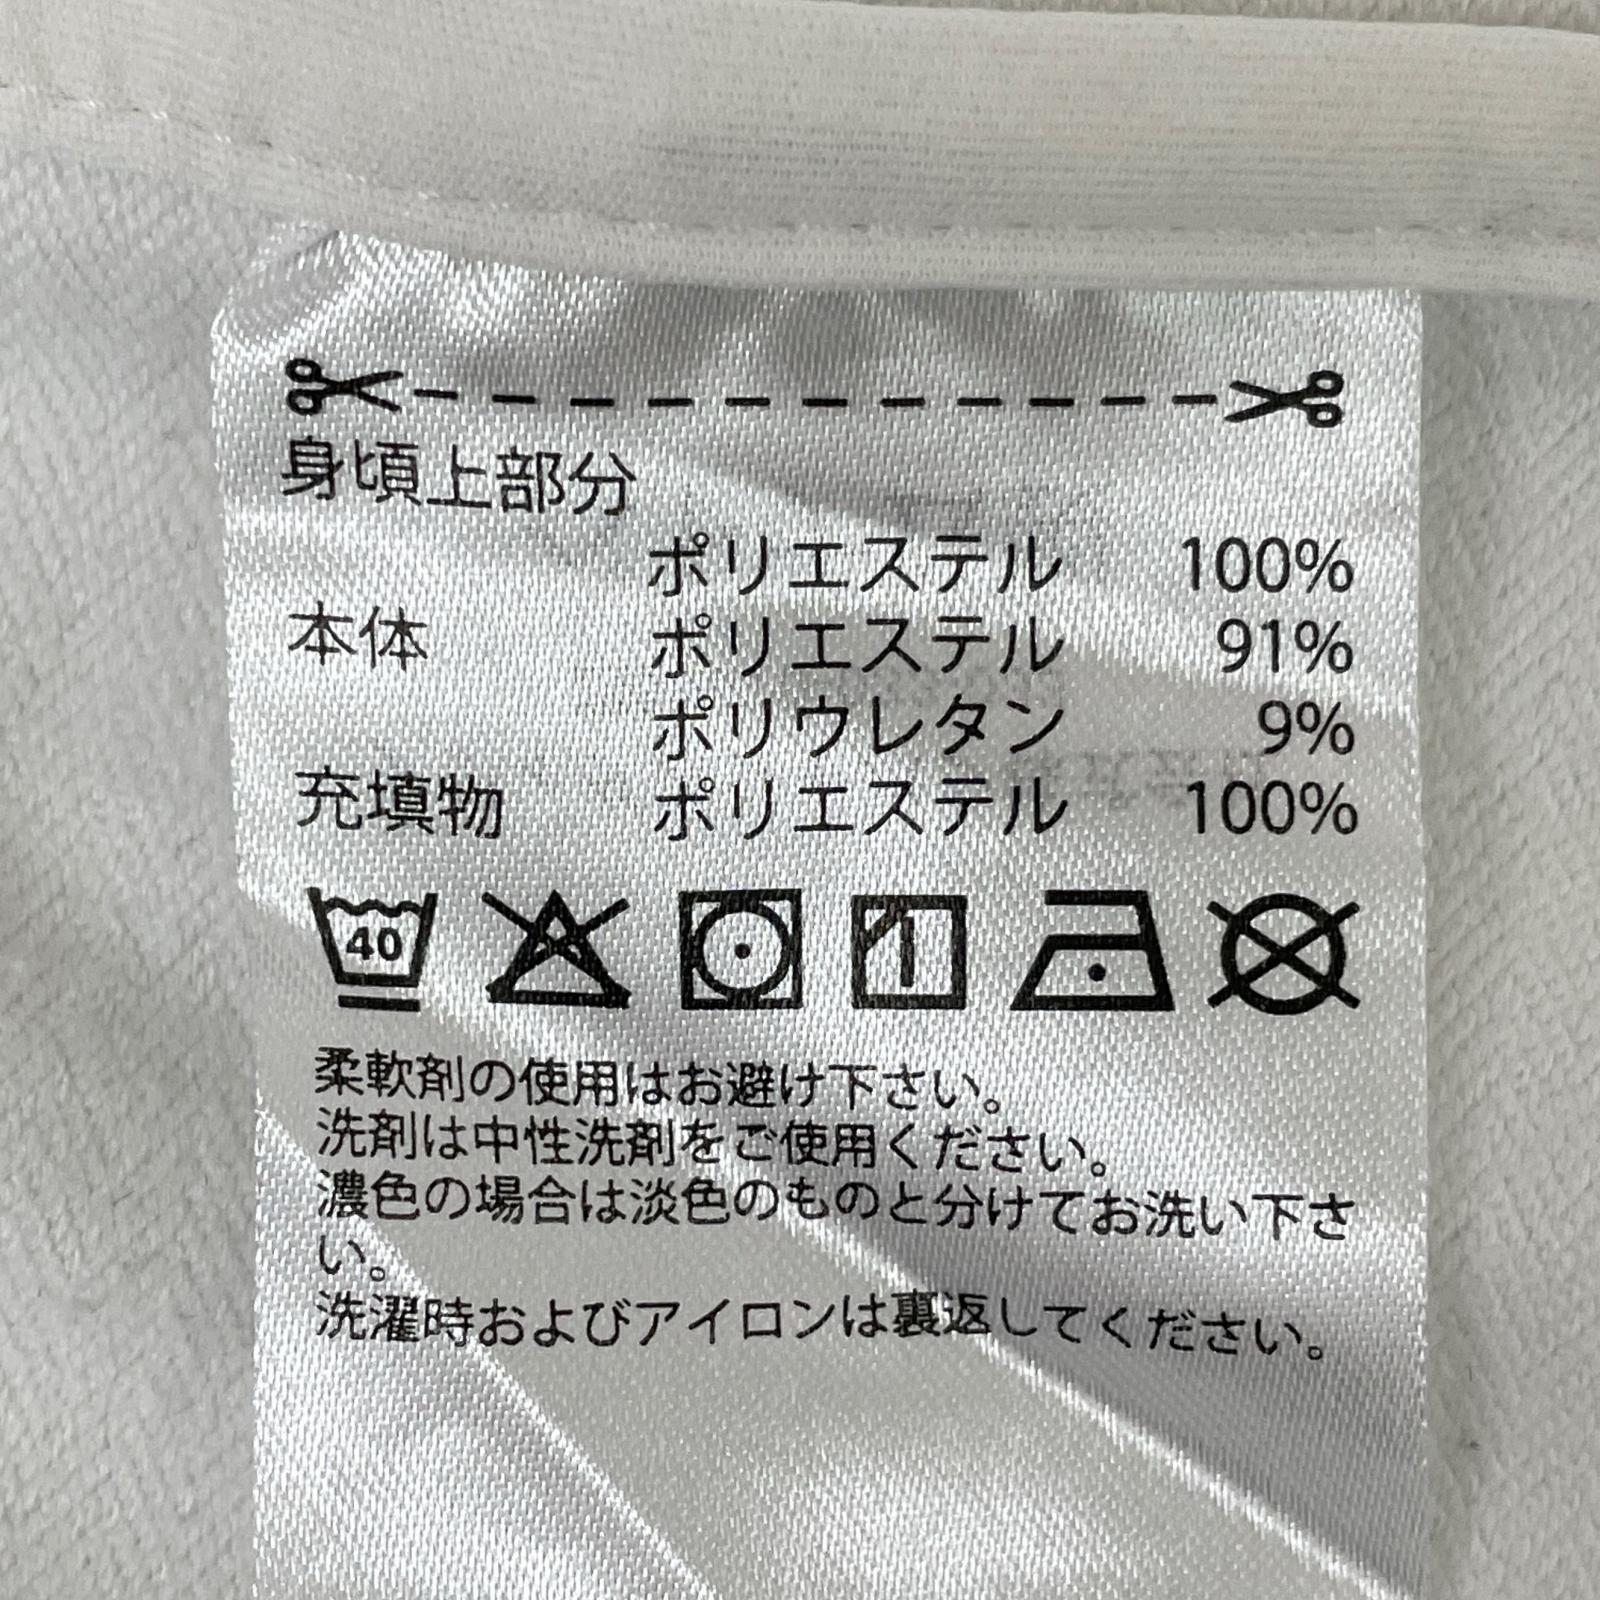 身頃上部分
ポリエステル 100%
本体 ポリエステル 91%
ポリウレタン 9%
充填物 ポリエステル 100%
40
柔軟剤の使用はお避け下さい。
洗剤は中性洗剤をご使用ください。
濃色の場合は淡色のものと分けてお洗い下さ
い。
洗濯時およびアイロンは裏返してください。